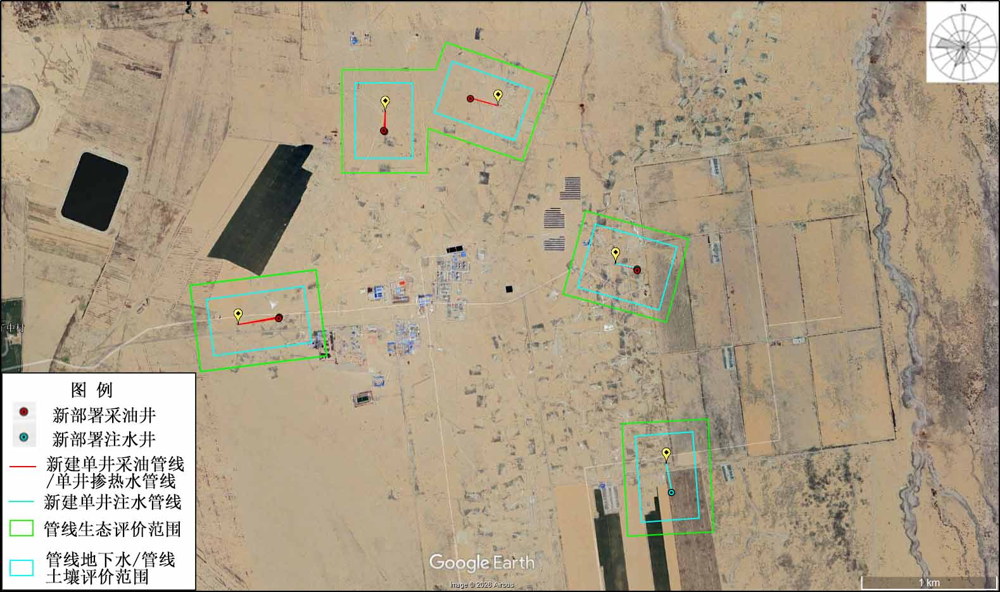 N
中村
图 例
新部署采油井
新部署注水井
新建单井采油管线
/单井掺热水管线
新建单井注水管线
管线生态评价范围
管线地下水/管线
土壤评价范围
Google Earth
Image © 2026 Airbus
1 km